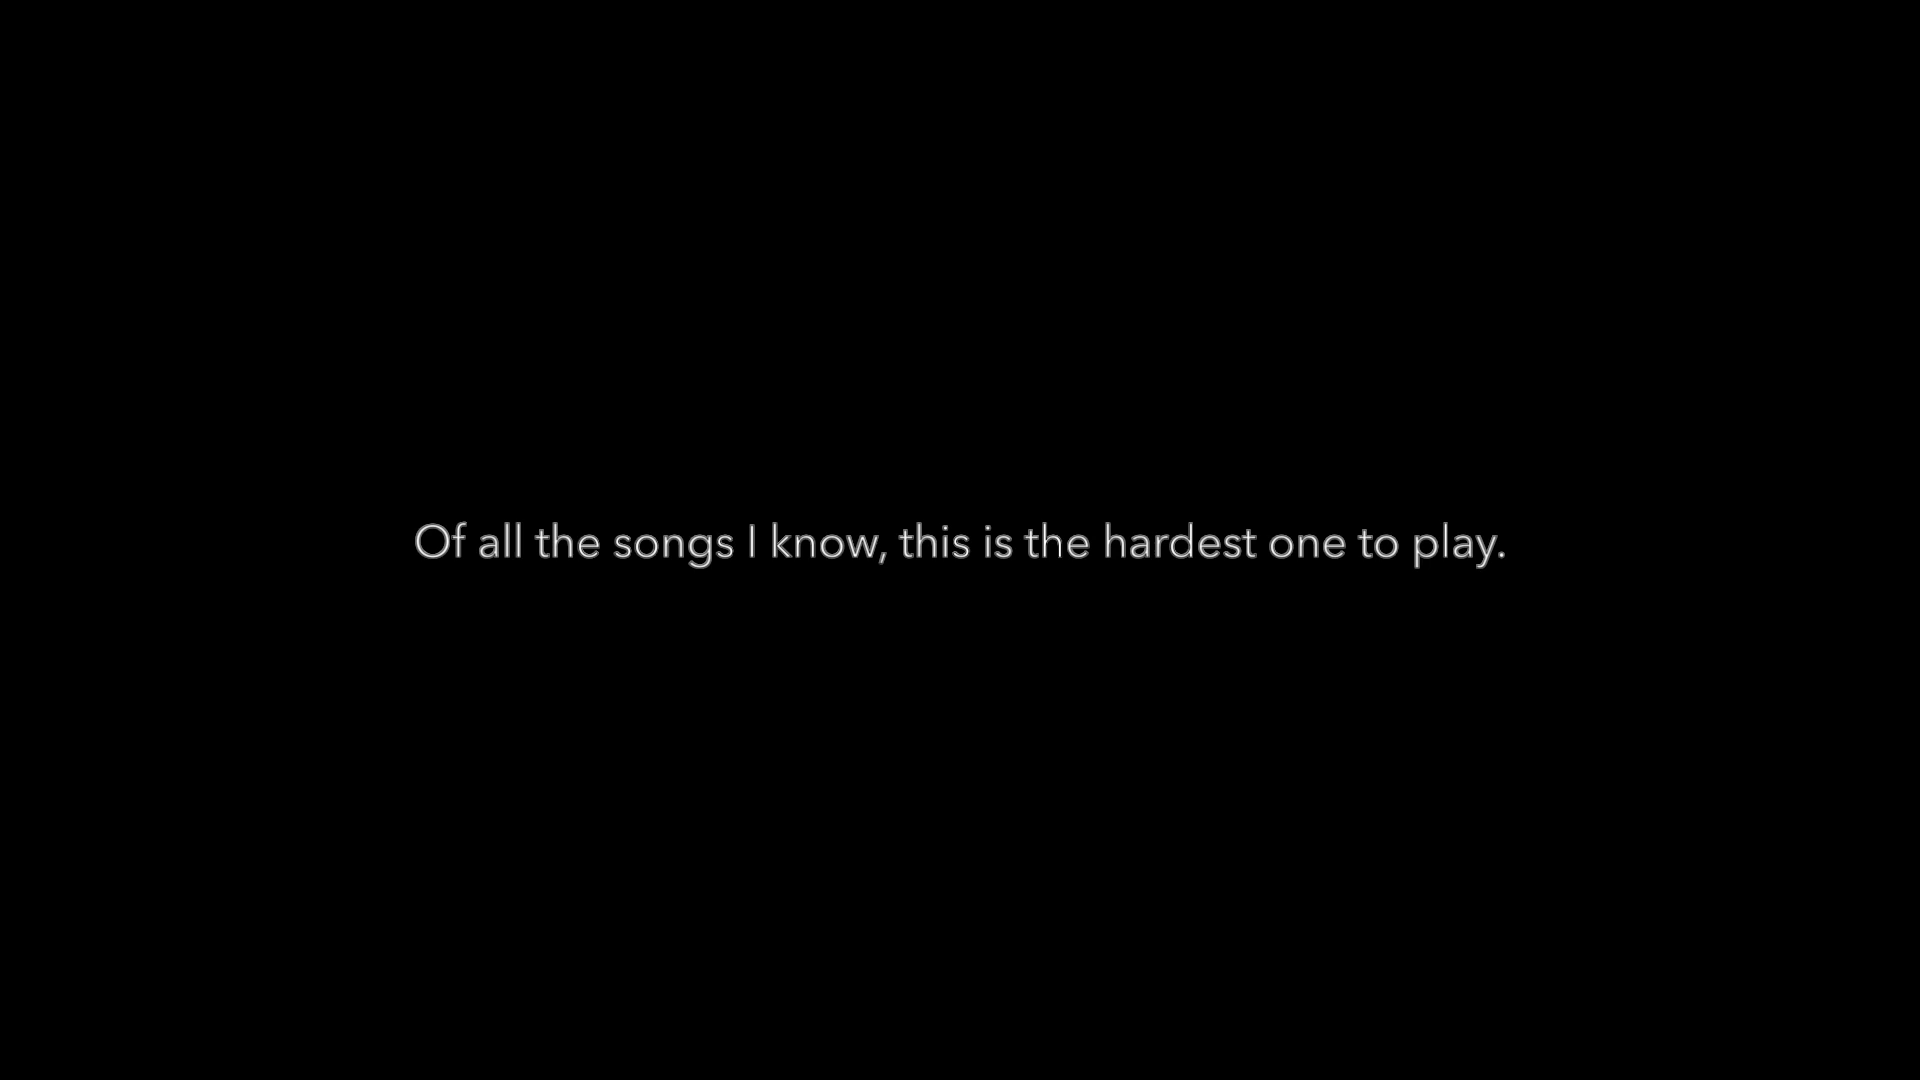 Of all the songs I know, this is the hardest one to play.